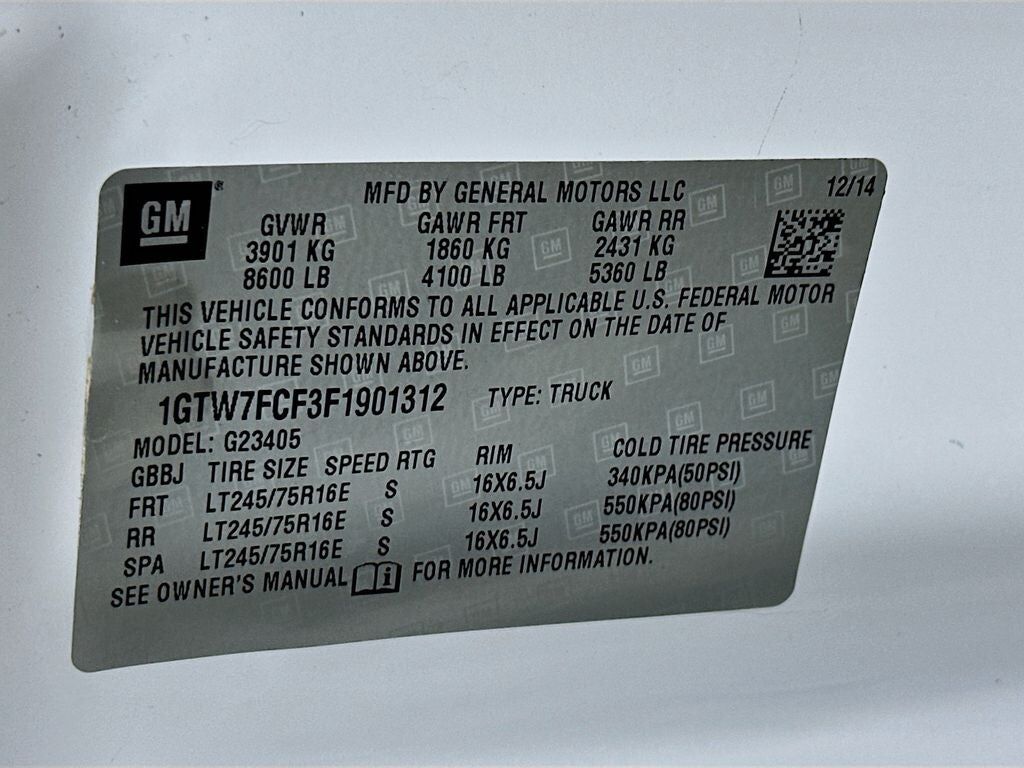 GM
MFD BY GENERAL MOTORS LLC 12/14
GVWR GAWR FRT GAWR RR
3901 KG 1860 KG 2431 KG
8600 LB 4100 LB 5360 LB
THIS VEHICLE CONFORMS TO ALL APPLICABLE U.S. FEDERAL MOTOR
VEHICLE SAFETY STANDARDS IN EFFECT ON THE DATE OF
MANUFACTURE SHOWN ABOVE.
1GTW7FCF3F1901312 TYPE: TRUCK
MODEL: G23405
GBBJ TIRE SIZE SPEED RTG RIM COLD TIRE PRESSURE
FRT LT245/75R16E S 16X6.5J 340KPA(50PSI)
RR LT245/75R16E S 16X6.5J 550KPA(80PSI)
SPA LT245/75R16E S 16X6.5J 550KPA(80PSI)
SEE OWNER'S MANUAL i FOR MORE INFORMATION.